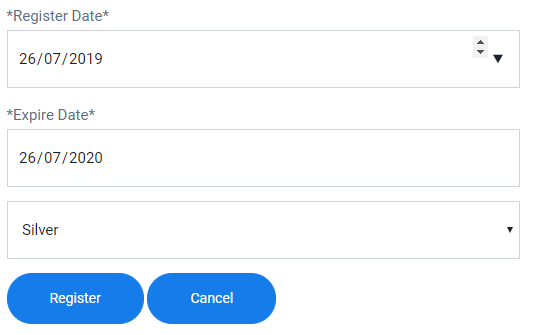 *Register Date*
26/07/2019
*Expire Date*
26/07/2020
Silver
Register Cancel